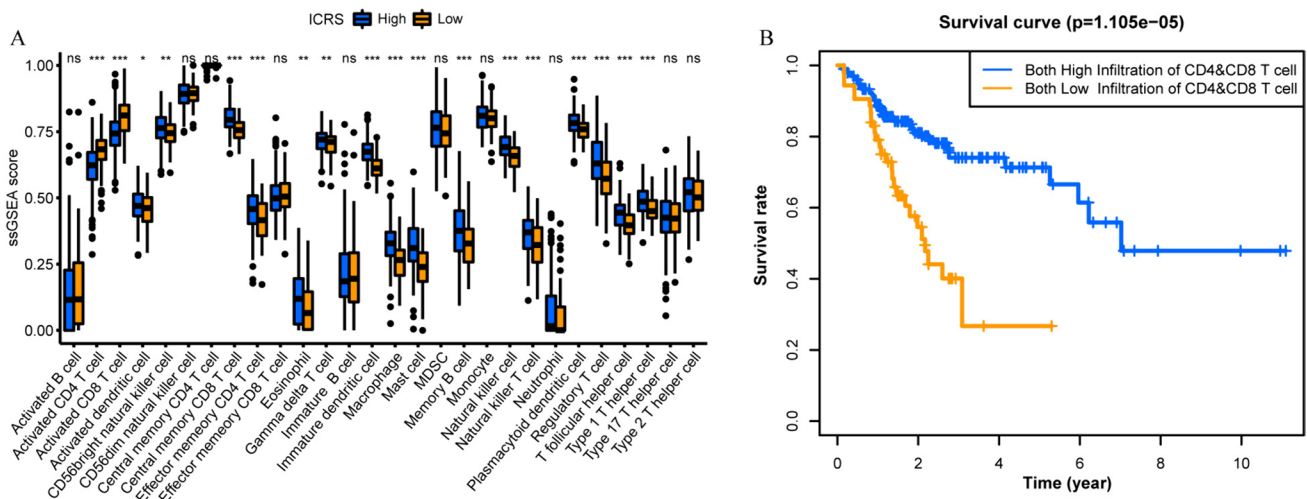 A
ICRS High Low
ns *** *** * ** ns ns *** *** ns ** ** ns *** *** *** ns *** ns *** *** ns *** *** *** *** ns ns
ssGSEA score
1.00
0.75
0.50
0.25
0.00
Activated B cell
Activated CD4 T cell
Activated CD8 T cell
Activated dendritic cell
CD56bright natural killer cell
CD56dim natural killer cell
Central memory CD4 T cell
Central memory CD8 T cell
Effector memory CD4 T cell
Effector memory CD8 T cell
Eosinophil
Gamma delta T cell
Immature B cell
Immature dendritic cell
Macrophage
Mast cell
MDSC
Memory B cell
Monocyte
Natural killer cell
Natural killer T cell
Neutrophil
Plasmacytoid dendritic cell
Regulatory T cell
T follicular helper cell
Type 1 T helper cell
Type 17 T helper cell
Type 2 T helper cell
B
Survival curve (p=1.105e−05)
Both High Infiltration of CD4&CD8 T cell
Both Low Infiltration of CD4&CD8 T cell
Survival rate
1.0
0.8
0.6
0.4
0.2
0.0
0 2 4 6 8 10
Time (year)